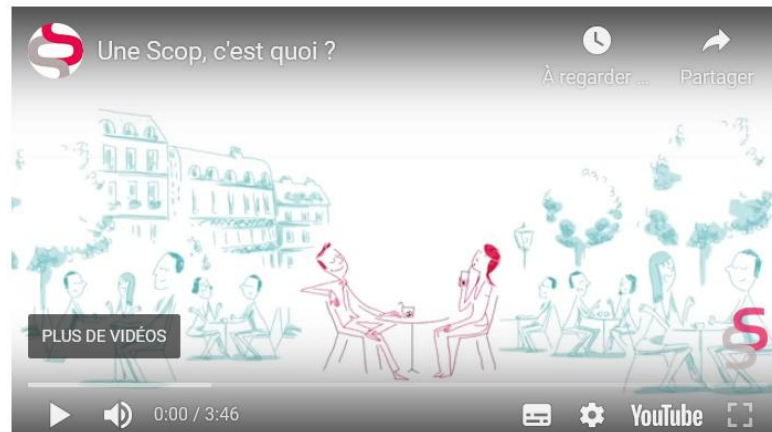 Une Scop, c'est quoi ?
À regarder ...
Partager
PLUS DE VIDÉOS
0:00 / 3:46
YouTube